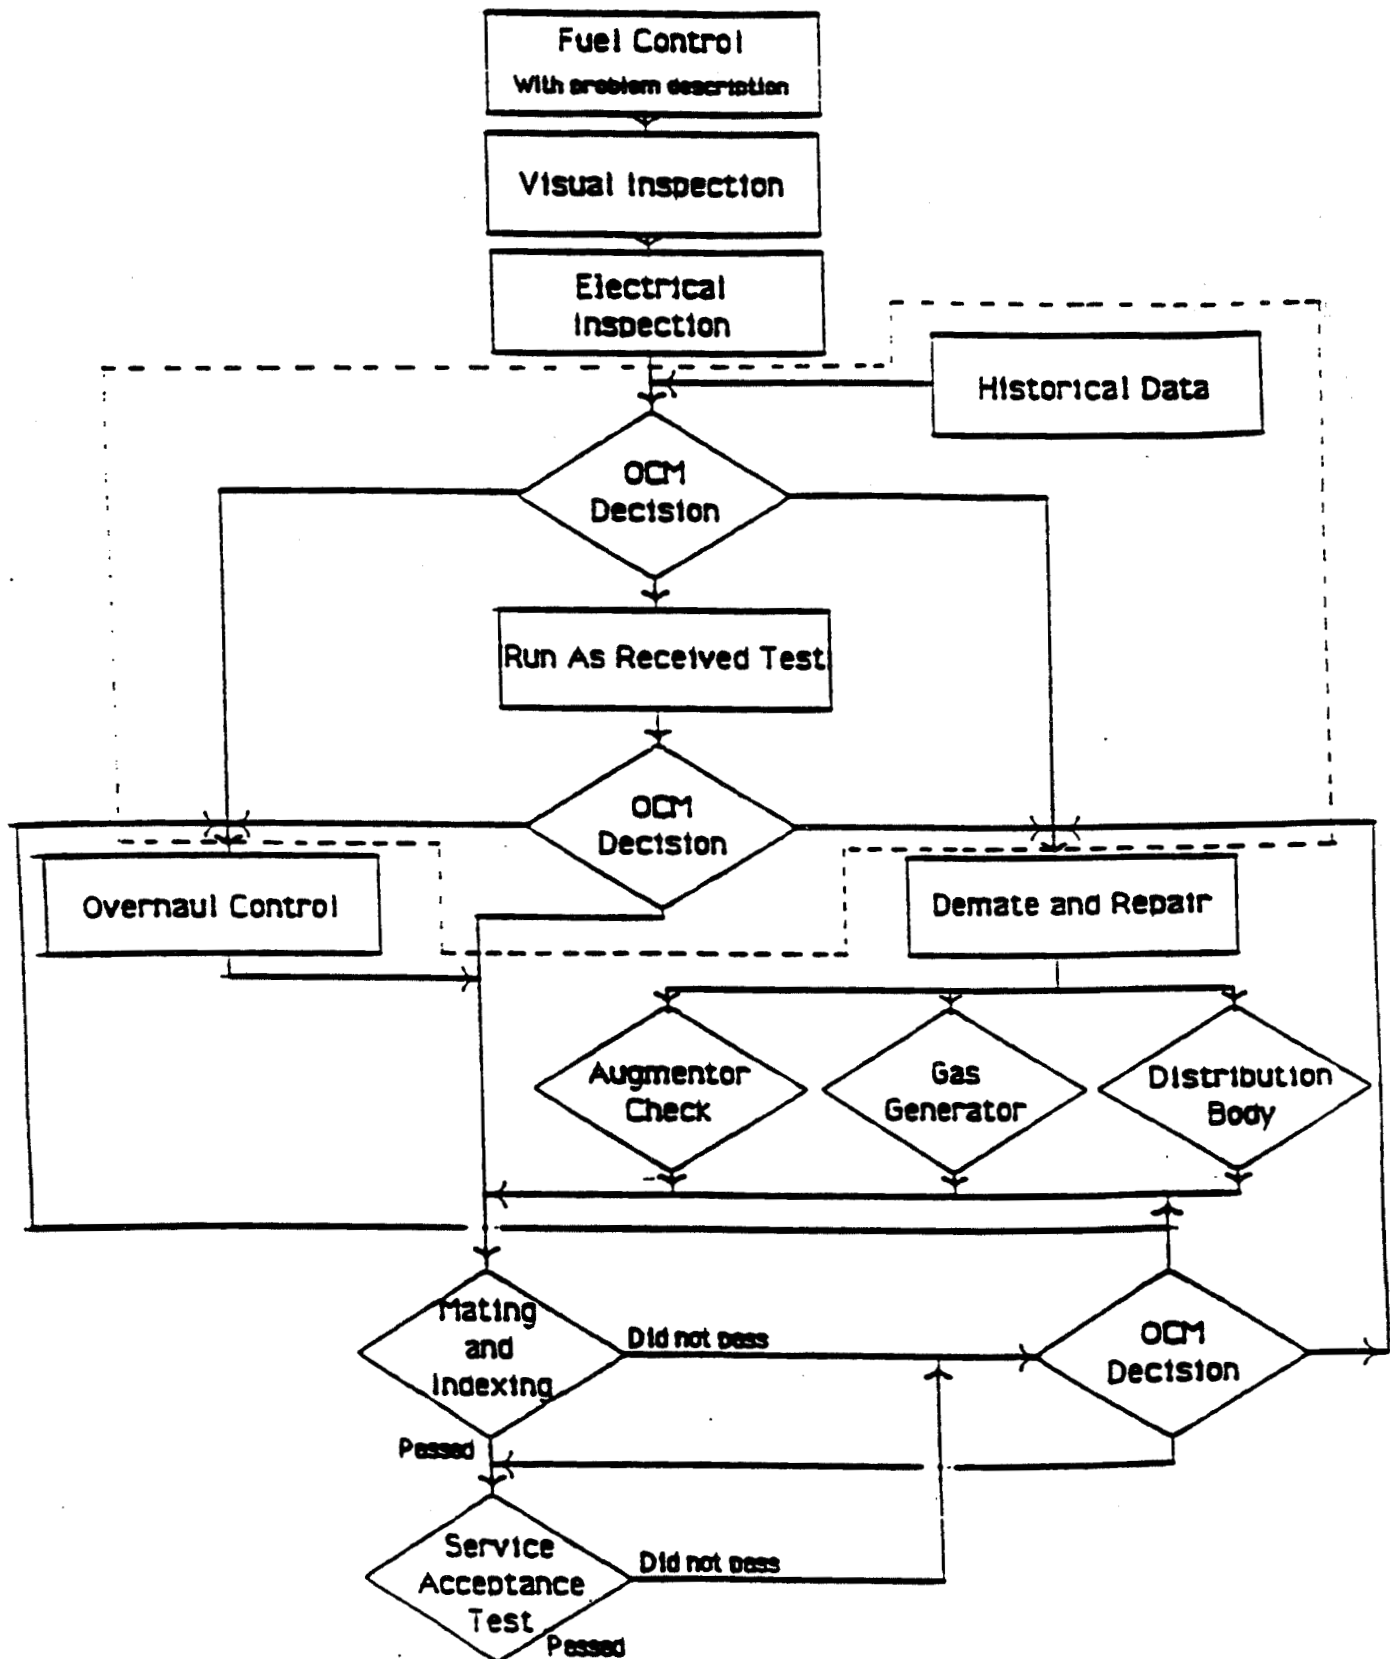 Fuel Control
With problem description
Visual Inspection
Electrical
Inspection
Historical Data
OCM
Decision
Run As Received Test
OCM
Decision
Overhaul Control
Demate and Repair
Augmentor
Check
Gas
Generator
Distribution
Body
Mating
and
Indexing
Did not pass
OCM
Decision
Passed
Service
Acceptance
Test
Did not pass
Passed